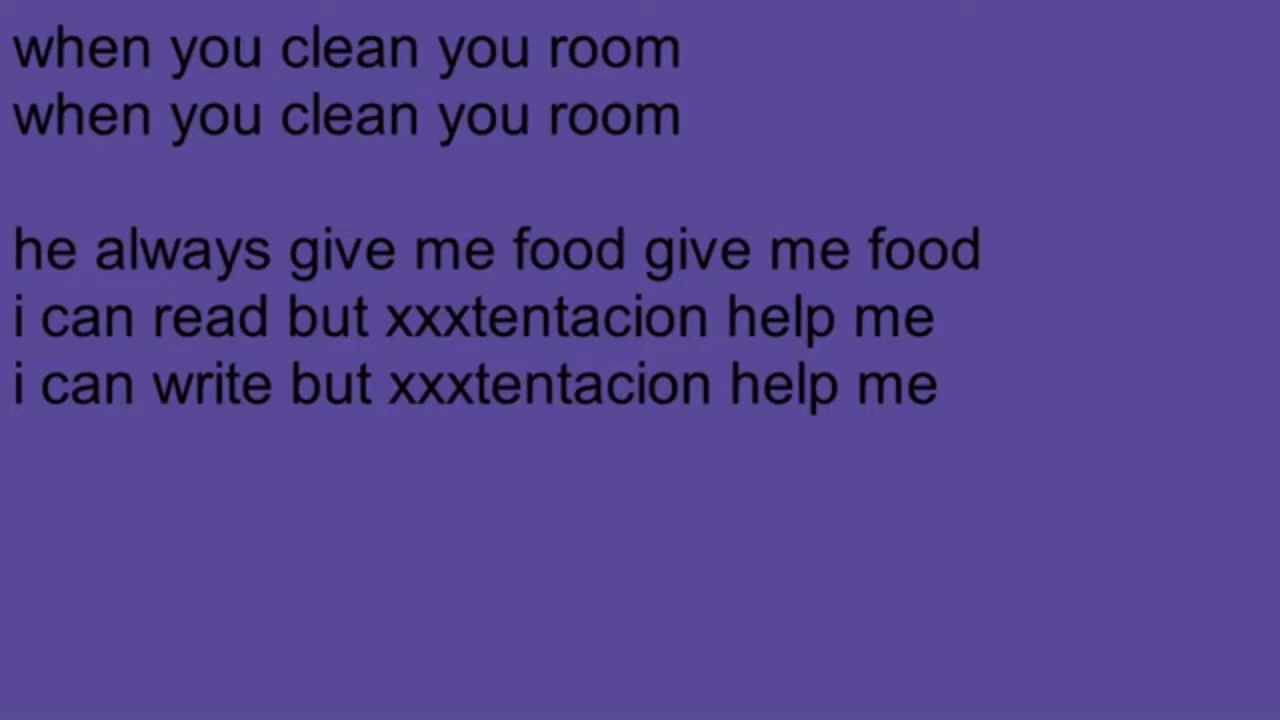 when you clean you room
when you clean you room
he always give me food give me food
i can read but xxxtentacion help me
i can write but xxxtentacion help me